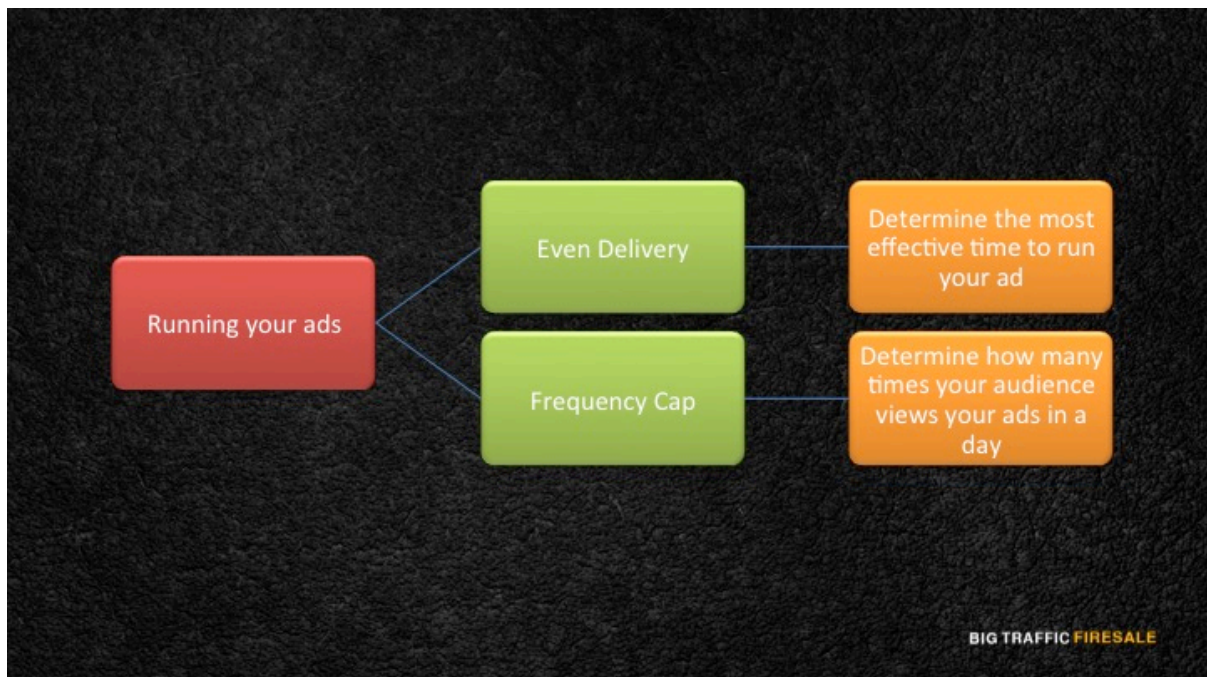 Running your ads
Even Delivery
Determine the most
effective time to run
your ad
Frequency Cap
Determine how many
times your audience
views your ads in a
day
BIG TRAFFIC FIRESALE